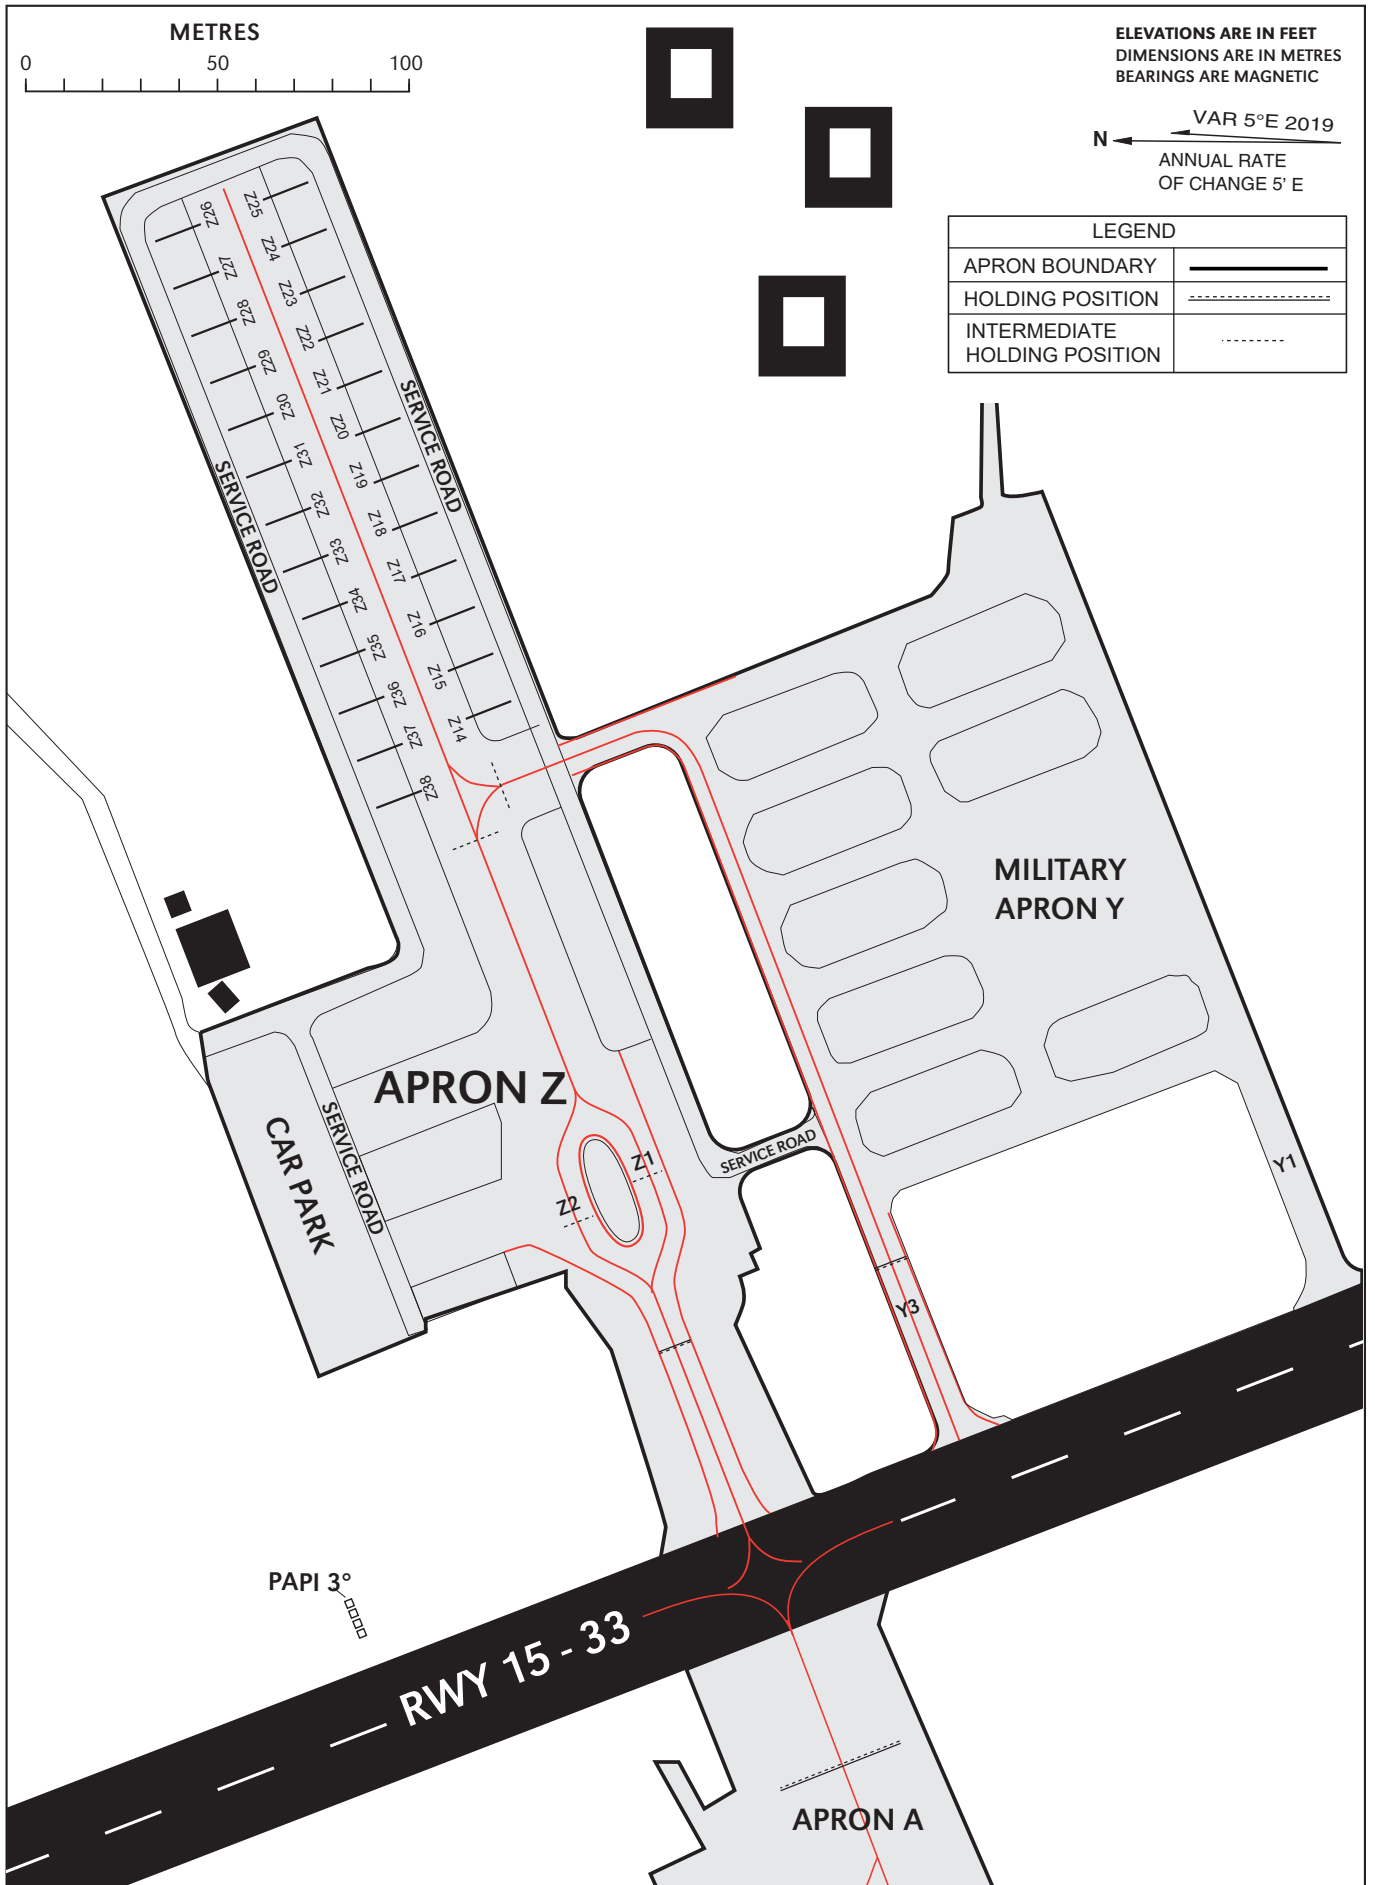 METRES
0 50 100
ELEVATIONS ARE IN FEET
DIMENSIONS ARE IN METRES
BEARINGS ARE MAGNETIC
VAR 5°E 2019
N
ANNUAL RATE
OF CHANGE 5' E
LEGEND
APRON BOUNDARY
HOLDING POSITION
INTERMEDIATE
HOLDING POSITION
Z25
Z24
Z23
Z22
Z21
Z20
Z19
Z18
Z17
Z16
Z15
Z14
Z26
Z27
Z28
Z29
Z30
Z31
Z32
Z33
Z34
Z35
Z36
Z37
Z38
SERVICE ROAD
SERVICE ROAD
MILITARY
APRON Y
APRON Z
CAR PARK
SERVICE ROAD
SERVICE ROAD
Z1
Z2
Y1
Y3
PAPI 3°
RWY 15 - 33
APRON A